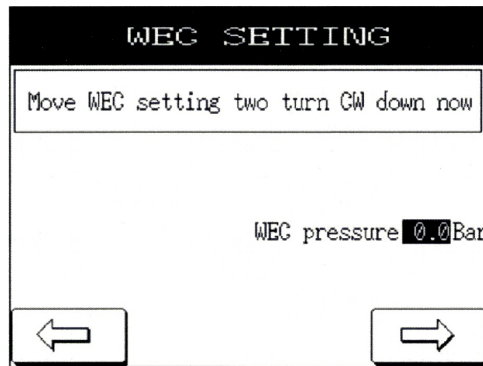 WEC SETTING
Move WEC setting two turn CW down now
WEC pressure 0.0Bar